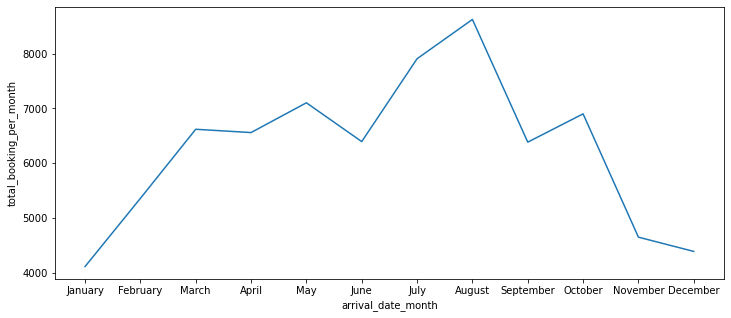 total_booking_per_month
8000
7000
6000
5000
4000
January February March April May June July August September October November December
arrival_date_month